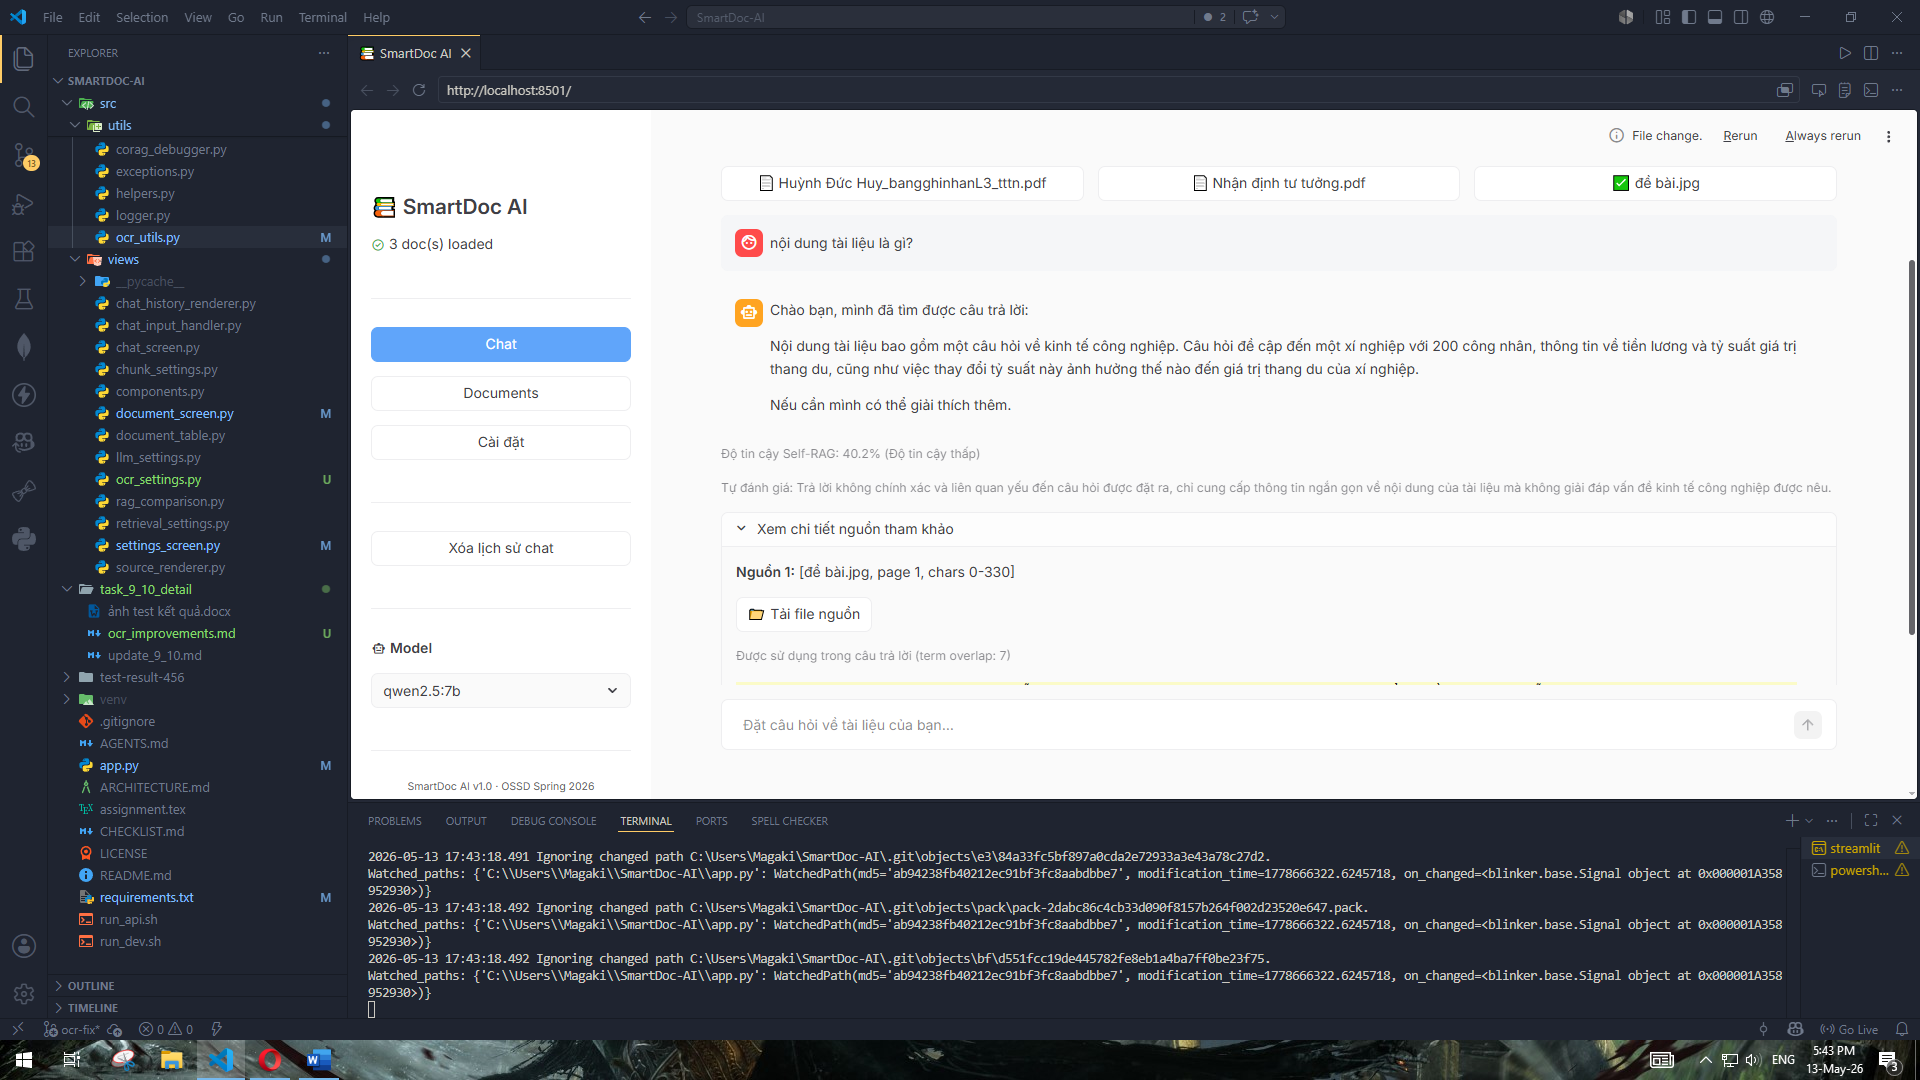 File Edit Selection View Go Run Terminal Help
SmartDoc-AI
2
EXPLORER
SmartDoc AI
SMARTDOC-AI
http://localhost:8501/
src
utils
corag_debugger.py
exceptions.py
helpers.py
logger.py
ocr_utils.py M
views
__pycache__
chat_history_renderer.py
chat_input_handler.py
chat_screen.py
chunk_settings.py
components.py
document_screen.py M
document_table.py
llm_settings.py
ocr_settings.py U
rag_comparison.py
retrieval_settings.py
settings_screen.py M
source_renderer.py
task_9_10_detail
ảnh test kết quả.docx
ocr_improvements.md U
update_9_10.md
test-result-456
venv
.gitignore
AGENTS.md
app.py M
ARCHITECTURE.md
assignment.tex
CHECKLIST.md
LICENSE
README.md
requirements.txt M
run_api.sh
run_dev.sh
OUTLINE
TIMELINE
13
SmartDoc AI
3 doc(s) loaded
Chat
Documents
Cài đặt
Xóa lịch sử chat
Model
qwen2.5:7b
SmartDoc AI v1.0 · OSSD Spring 2026
File change. Rerun Always rerun
Huỳnh Đức Huy_bangghinhanL3_tttn.pdf
Nhận định tư tưởng.pdf
đề bài.jpg
nội dung tài liệu là gì?
Chào bạn, mình đã tìm được câu trả lời:
Nội dung tài liệu bao gồm một câu hỏi về kinh tế công nghiệp. Câu hỏi đề cập đến một xí nghiệp với 200 công nhân, thông tin về tiền lương và tỷ suất giá trị
thang du, cũng như việc thay đổi tỷ suất này ảnh hưởng thế nào đến giá trị thang du của xí nghiệp.
Nếu cần mình có thể giải thích thêm.
Độ tin cậy Self-RAG: 40.2% (Độ tin cậy thấp)
Tự đánh giá: Trả lời không chính xác và liên quan yếu đến câu hỏi được đặt ra, chỉ cung cấp thông tin ngắn gọn về nội dung của tài liệu mà không giải đáp vấn đề kinh tế công nghiệp được nêu.
Xem chi tiết nguồn tham khảo
Nguồn 1: [đề bài.jpg, page 1, chars 0-330]
Tải file nguồn
Được sử dụng trong câu trả lời (term overlap: 7)
Đặt câu hỏi về tài liệu của bạn...
PROBLEMS OUTPUT DEBUG CONSOLE TERMINAL PORTS SPELL CHECKER
2026-05-13 17:43:18.491 Ignoring changed path C:\Users\Magaki\SmartDoc-AI\.git\objects\e3\84a33fc5bf897a0cda2e72933a3e43a78c27d2.
Watched_paths: {'C:\\Users\\Magaki\\SmartDoc-AI\\app.py': WatchedPath(md5='ab94238fb40212ec91bf3fc8aabdbbe7', modification_time=1778666322.6245718, on_changed=<blinker.base.Signal object at 0x000001A358
952930>)}
2026-05-13 17:43:18.492 Ignoring changed path C:\Users\Magaki\SmartDoc-AI\.git\objects\pack\pack-2dabc86c4cb33d090f8157b264f002d23520e647.pack.
Watched_paths: {'C:\\Users\\Magaki\\SmartDoc-AI\\app.py': WatchedPath(md5='ab94238fb40212ec91bf3fc8aabdbbe7', modification_time=1778666322.6245718, on_changed=<blinker.base.Signal object at 0x000001A358
952930>)}
2026-05-13 17:43:18.492 Ignoring changed path C:\Users\Magaki\SmartDoc-AI\.git\objects\bf\d551fcc19de445782fe8eb1a4ba7ff0be23f75.
Watched_paths: {'C:\\Users\\Magaki\\SmartDoc-AI\\app.py': WatchedPath(md5='ab94238fb40212ec91bf3fc8aabdbbe7', modification_time=1778666322.6245718, on_changed=<blinker.base.Signal object at 0x000001A358
952930>)}
streamlit
powersh...
ocr-fix* 0 0
Go Live
ENG
5:43 PM
13-May-26
3